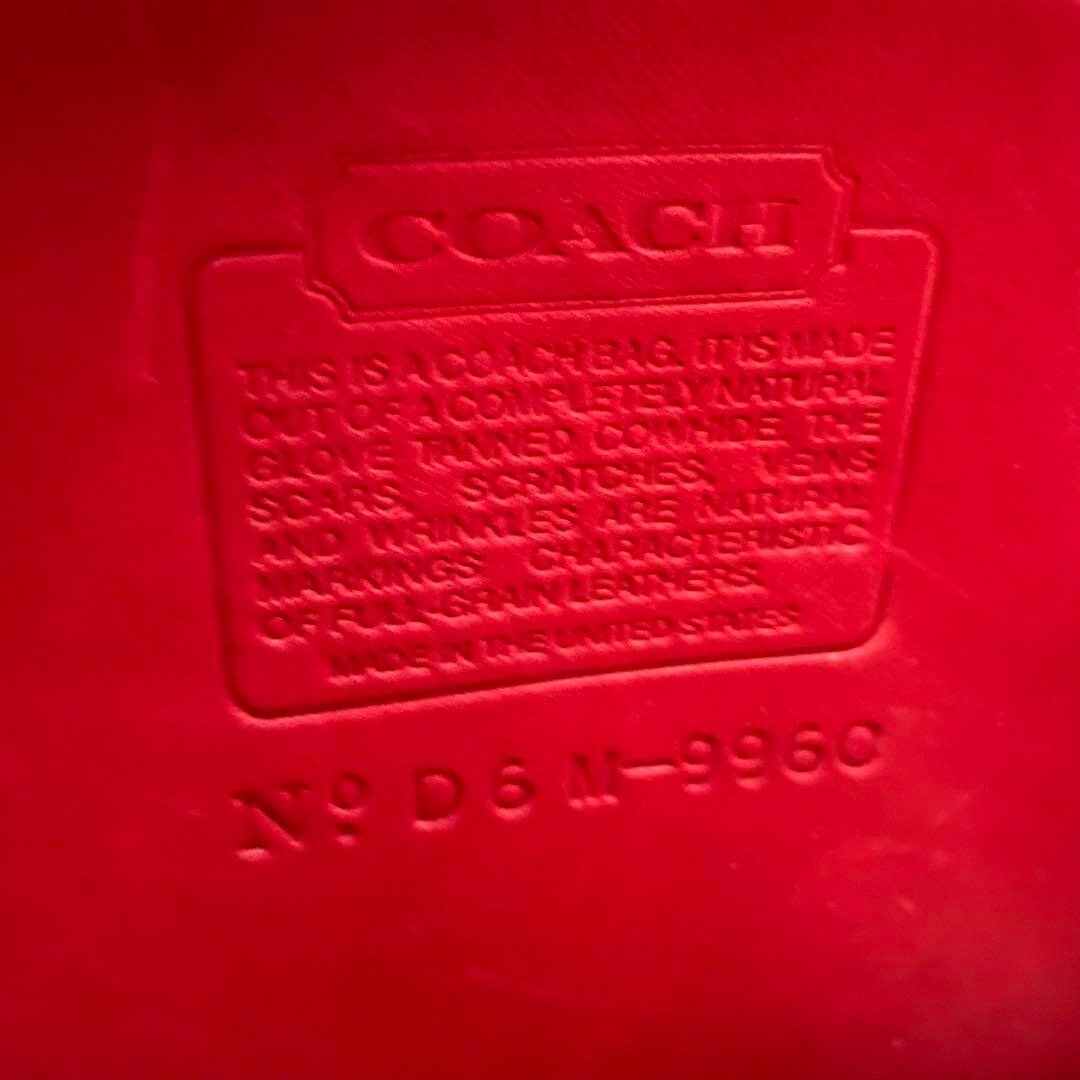 COACH
THIS IS A COACH BAG. IT IS MADE
OUT OF A COMPLETELY NATURAL
GLOVE TANNED COWHIDE. THE
SCARS, SCRATCHES, VEINS
AND WRINKLES ARE NATURAL
MARKINGS CHARACTERISTIC
OF FULL-GRAIN LEATHERS.
MADE IN THE UNITED STATES
Nº D6M-996C